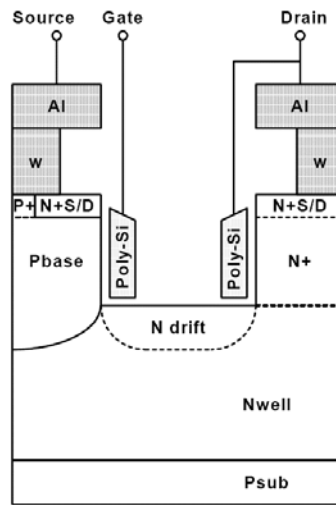 Source Gate Drain
Al Al
W W
P+ N+S/D N+S/D
Poly-Si Poly-Si
Pbase N+
N drift
Nwell
Psub